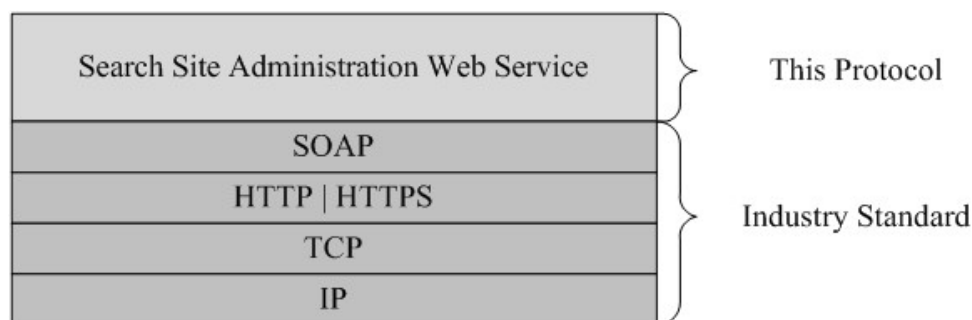 Search Site Administration Web Service
This Protocol
SOAP
HTTP | HTTPS
TCP
IP
Industry Standard